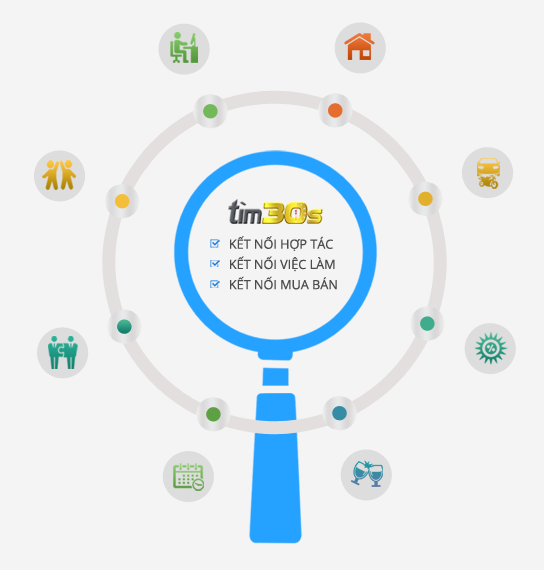 tìm30s
KẾT NỐI HỢP TÁC
KẾT NỐI VIỆC LÀM
KẾT NỐI MUA BÁN
%